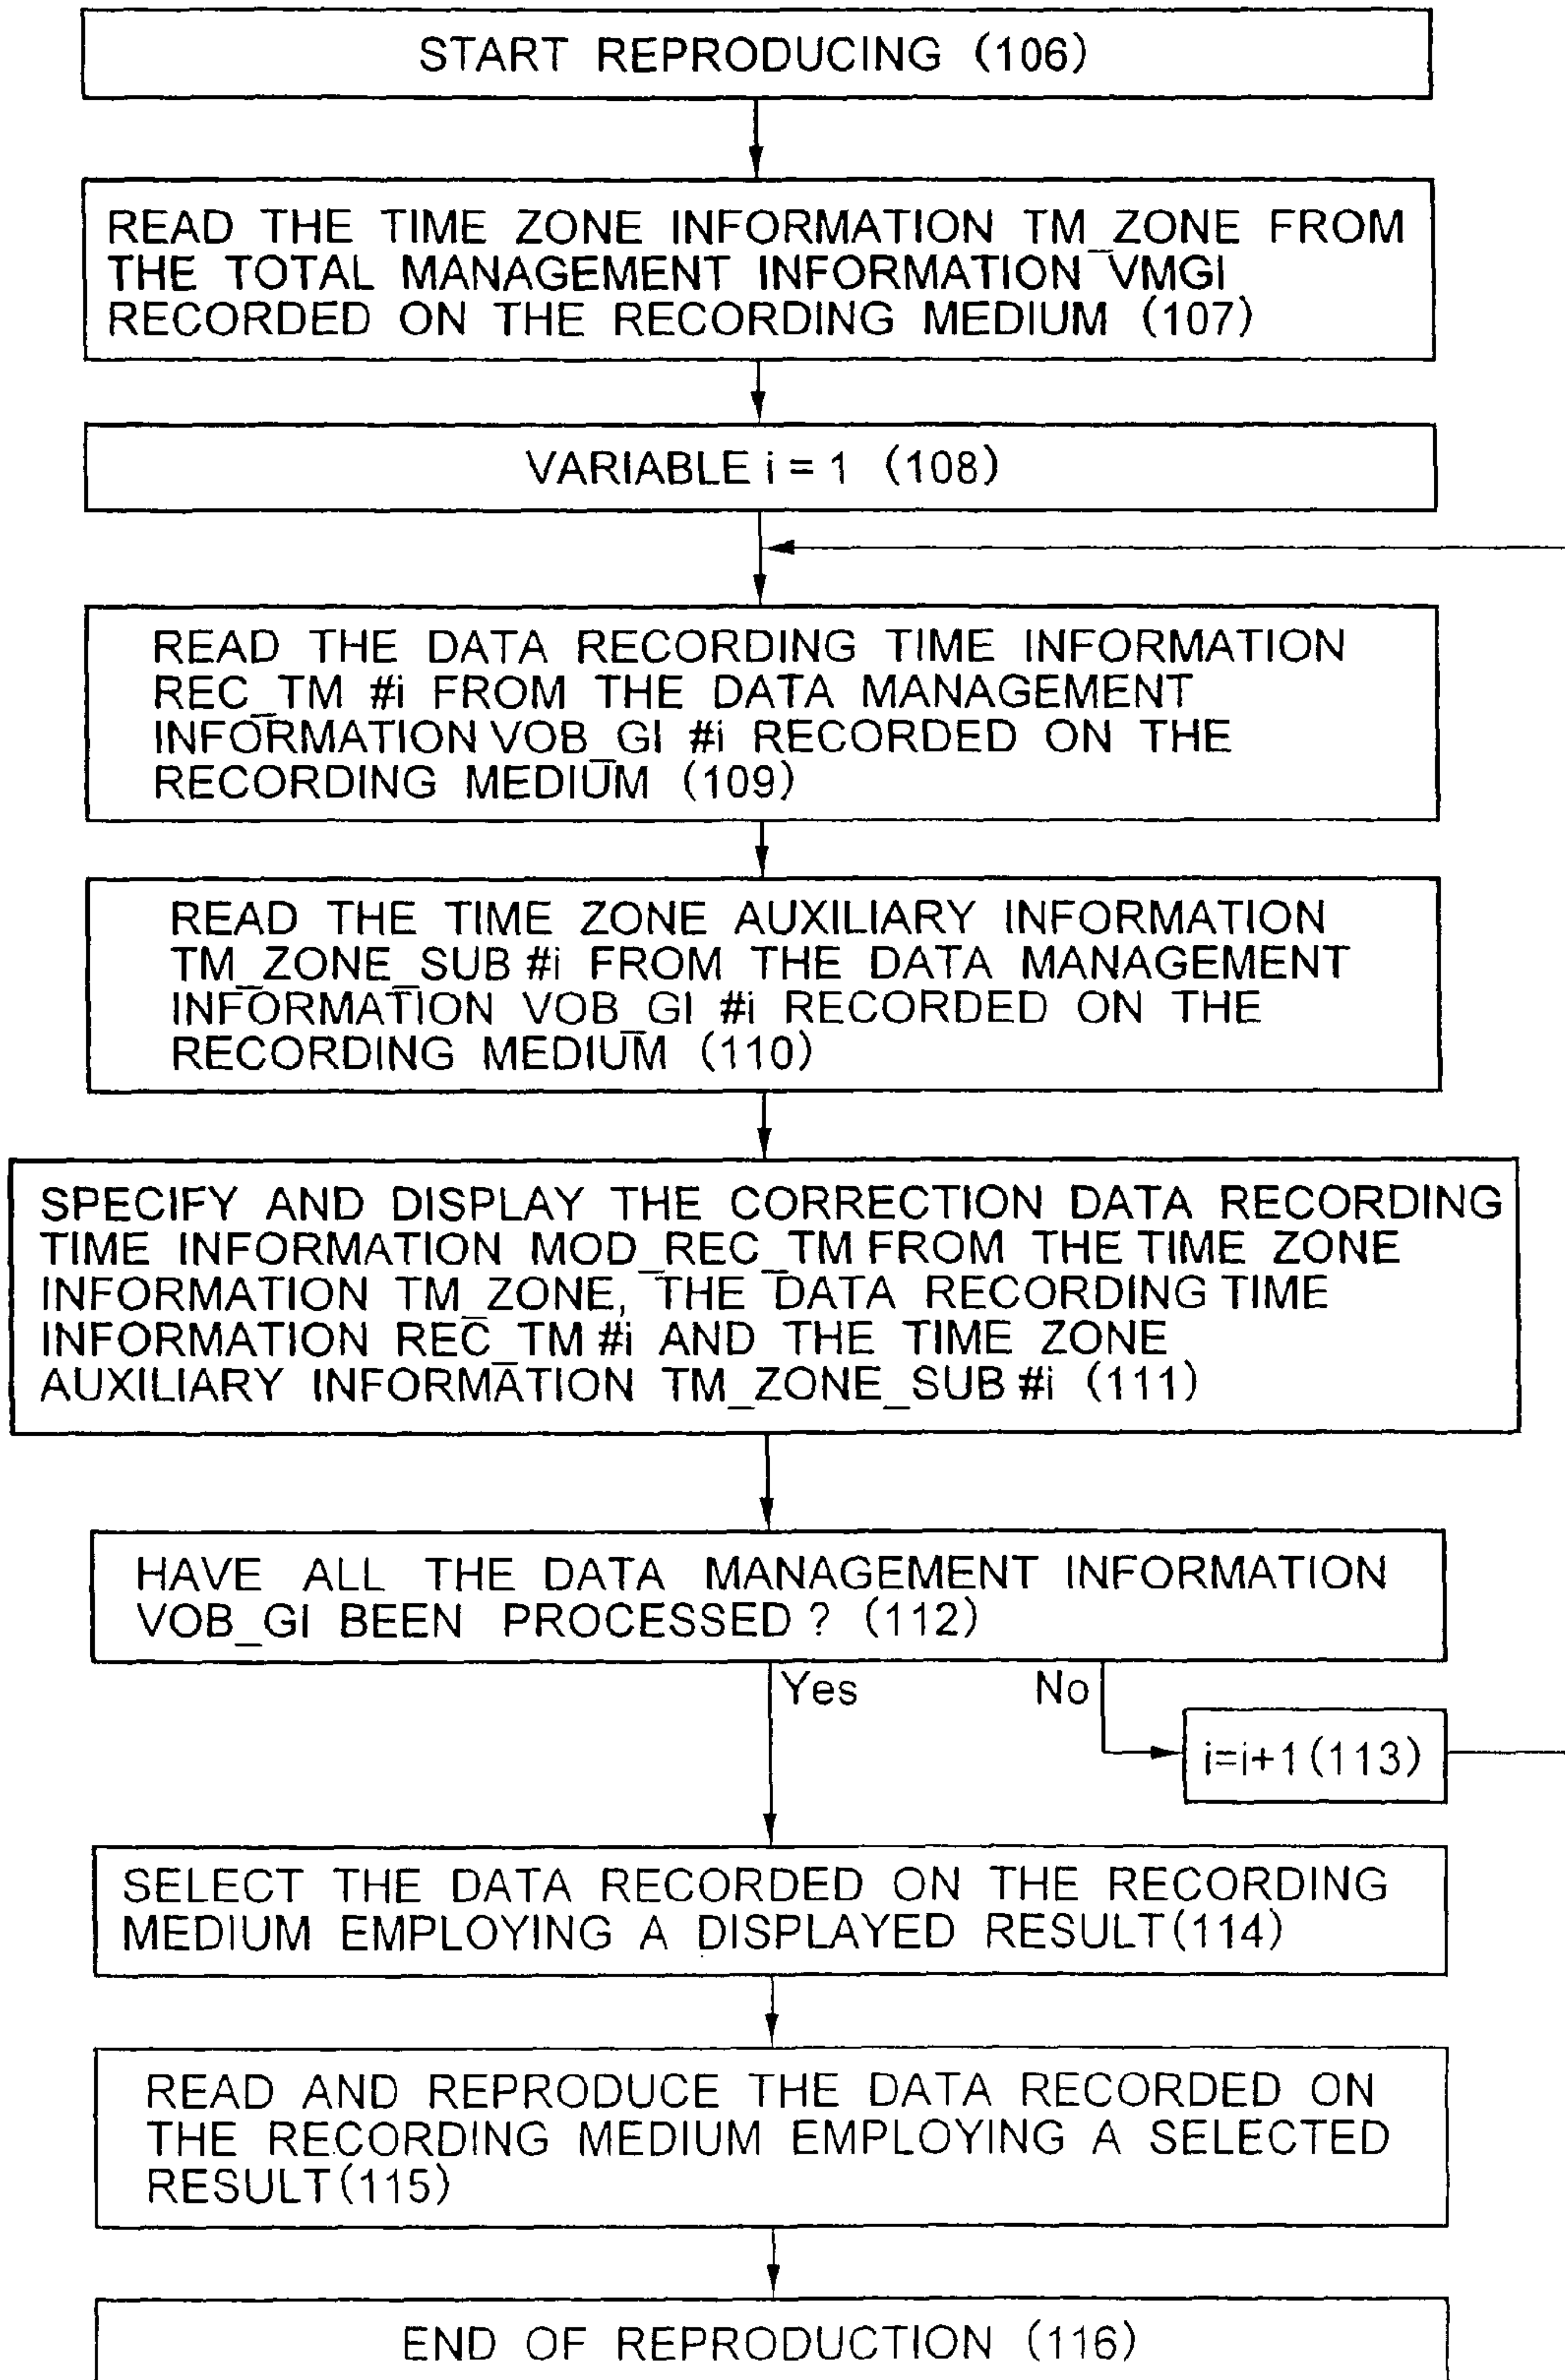 START REPRODUCING (106)
READ THE TIME ZONE INFORMATION TM_ZONE FROM
THE TOTAL MANAGEMENT INFORMATION VMGI
RECORDED ON THE RECORDING MEDIUM (107)
VARIABLE i = 1 (108)
READ THE DATA RECORDING TIME INFORMATION
REC_TM #i FROM THE DATA MANAGEMENT
INFORMATION VOB_GI #i RECORDED ON THE
RECORDING MEDIUM (109)
READ THE TIME ZONE AUXILIARY INFORMATION
TM_ZONE_SUB #i FROM THE DATA MANAGEMENT
INFORMATION VOB_GI #i RECORDED ON THE
RECORDING MEDIUM (110)
SPECIFY AND DISPLAY THE CORRECTION DATA RECORDING
TIME INFORMATION MOD_REC_TM FROM THE TIME ZONE
INFORMATION TM_ZONE, THE DATA RECORDING TIME
INFORMATION REC_TM #i AND THE TIME ZONE
AUXILIARY INFORMATION TM_ZONE_SUB #i (111)
HAVE ALL THE DATA MANAGEMENT INFORMATION
VOB_GI BEEN PROCESSED ? (112)
Yes No
i=i+1(113)
SELECT THE DATA RECORDED ON THE RECORDING
MEDIUM EMPLOYING A DISPLAYED RESULT(114)
READ AND REPRODUCE THE DATA RECORDED ON
THE RECORDING MEDIUM EMPLOYING A SELECTED
RESULT(115)
END OF REPRODUCTION (116)